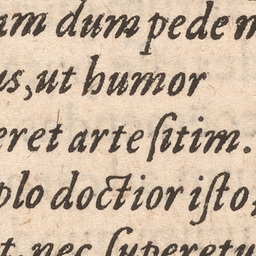 am dum pede m
us, ut humor
eret arte ſitim.
plo doctior iſto,
t, nec ſuperetu